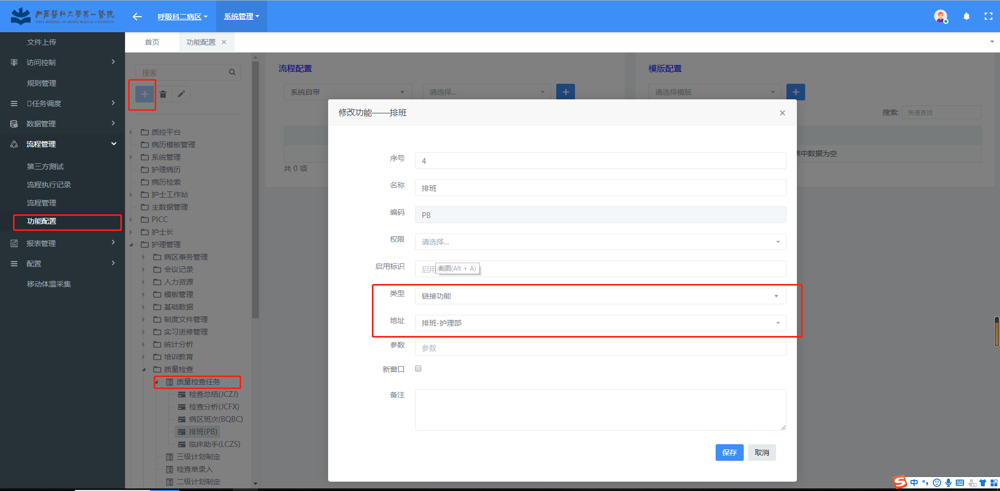 山西醫科大學第一醫院
FIRST HOSPITAL OF SHANXI MEDICAL UNIVERSITY
呼吸科二病区
系统管理
文件上传
访问控制
规则管理
任务调度
数据管理
流程管理
第三方测试
流程执行记录
流程管理
功能配置
报表管理
配置
移动体温采集
首页
功能配置
搜索
质控平台
病历模板管理
系统管理
护理病历
病历检索
护士工作站
主数据管理
PICC
护士长
护理管理
病区事务管理
会议记录
人力资源
模板管理
基础数据
制度文件管理
实习进修管理
统计分析
培训教育
质量检查
质量检查任务
检查总结(JCZJ)
检查分析(JCFX)
病区班次(BQBC)
排班(PB)
临床助手(LCZS)
三级计划制定
检查单录入
二级计划制定
流程配置
系统自带
请选择...
共 0 项
模版配置
请选择模版
搜索:
快速查找
表中数据为空
修改功能——排班
序号
4
名称
排班
编码
PB
权限
请选择...
启用标识
启用
截图(Alt + A)
类型
链接功能
地址
排班-护理部
参数
参数
新窗口
备注
保存
取消
中